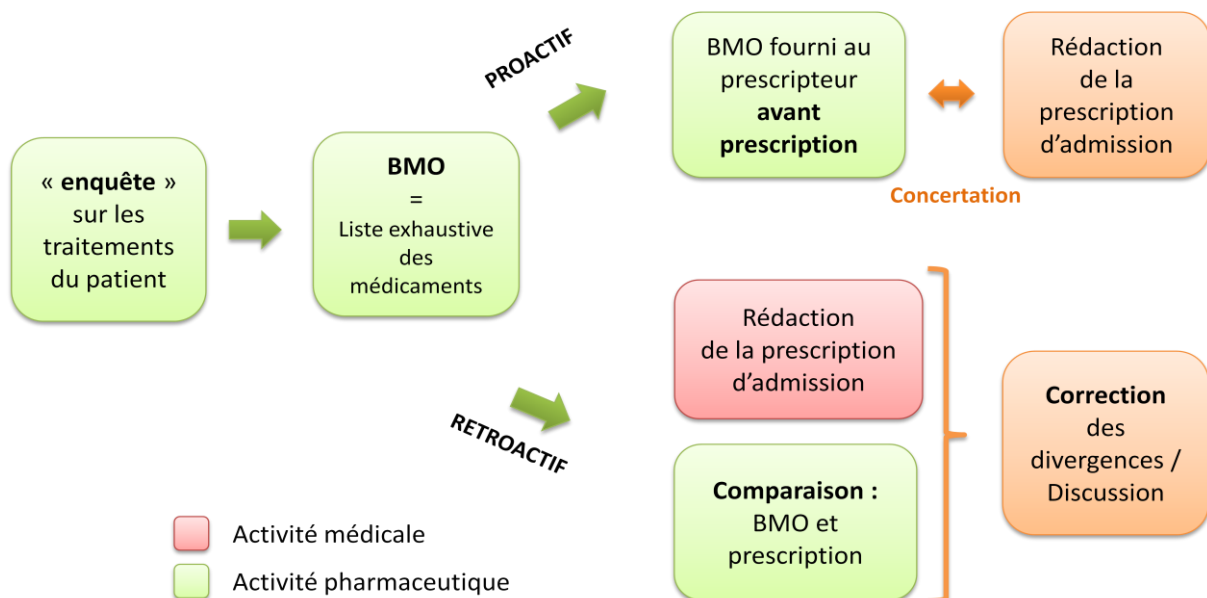 « enquête »
sur les
traitements
du patient
BMO
=
Liste exhaustive
des
médicaments
PROACTIF
BMO fourni au
prescripteur
avant
prescription
Rédaction
de la
prescription
d’admission
Concertation
RETROACTIF
Rédaction
de la prescription
d’admission
Comparaison :
BMO et
prescription
Correction
des
divergences /
Discussion
Activité médicale
Activité pharmaceutique